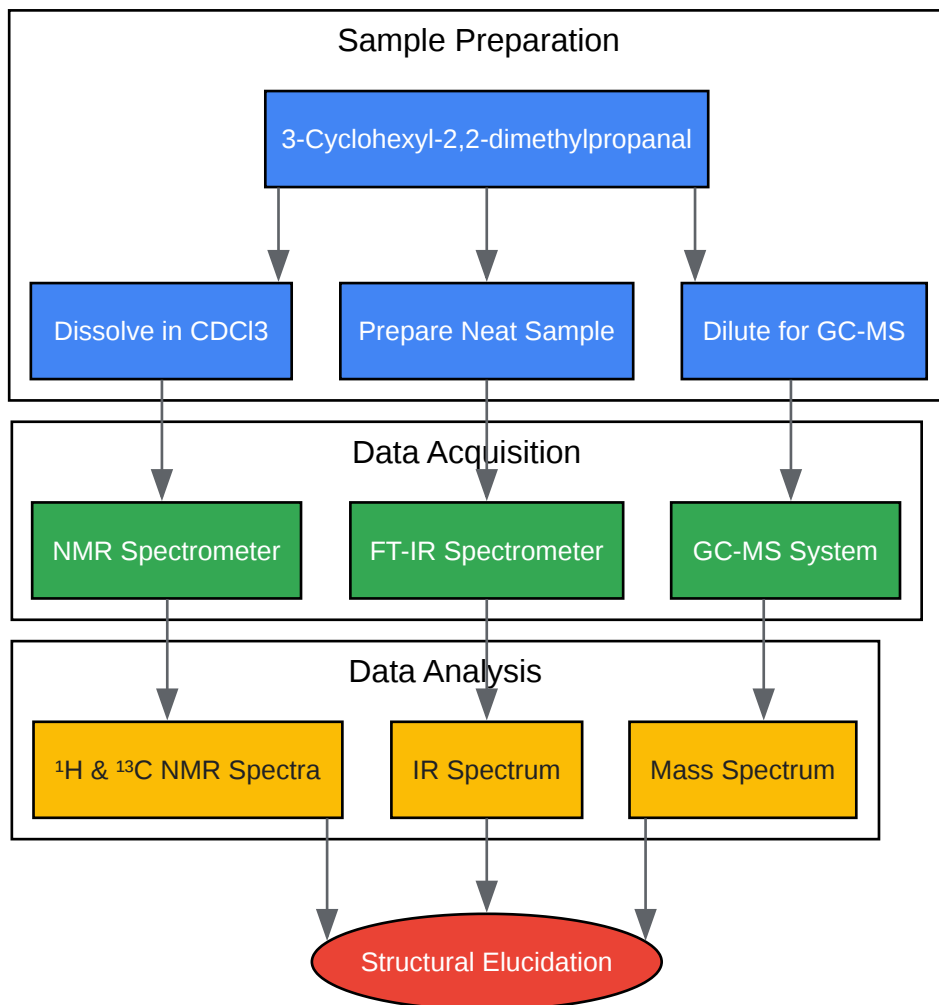 Sample Preparation
3-Cyclohexyl-2,2-dimethylpropanal
Dissolve in CDCl3
Prepare Neat Sample
Dilute for GC-MS
Data Acquisition
NMR Spectrometer
FT-IR Spectrometer
GC-MS System
Data Analysis
¹H & ¹³C NMR Spectra
IR Spectrum
Mass Spectrum
Structural Elucidation